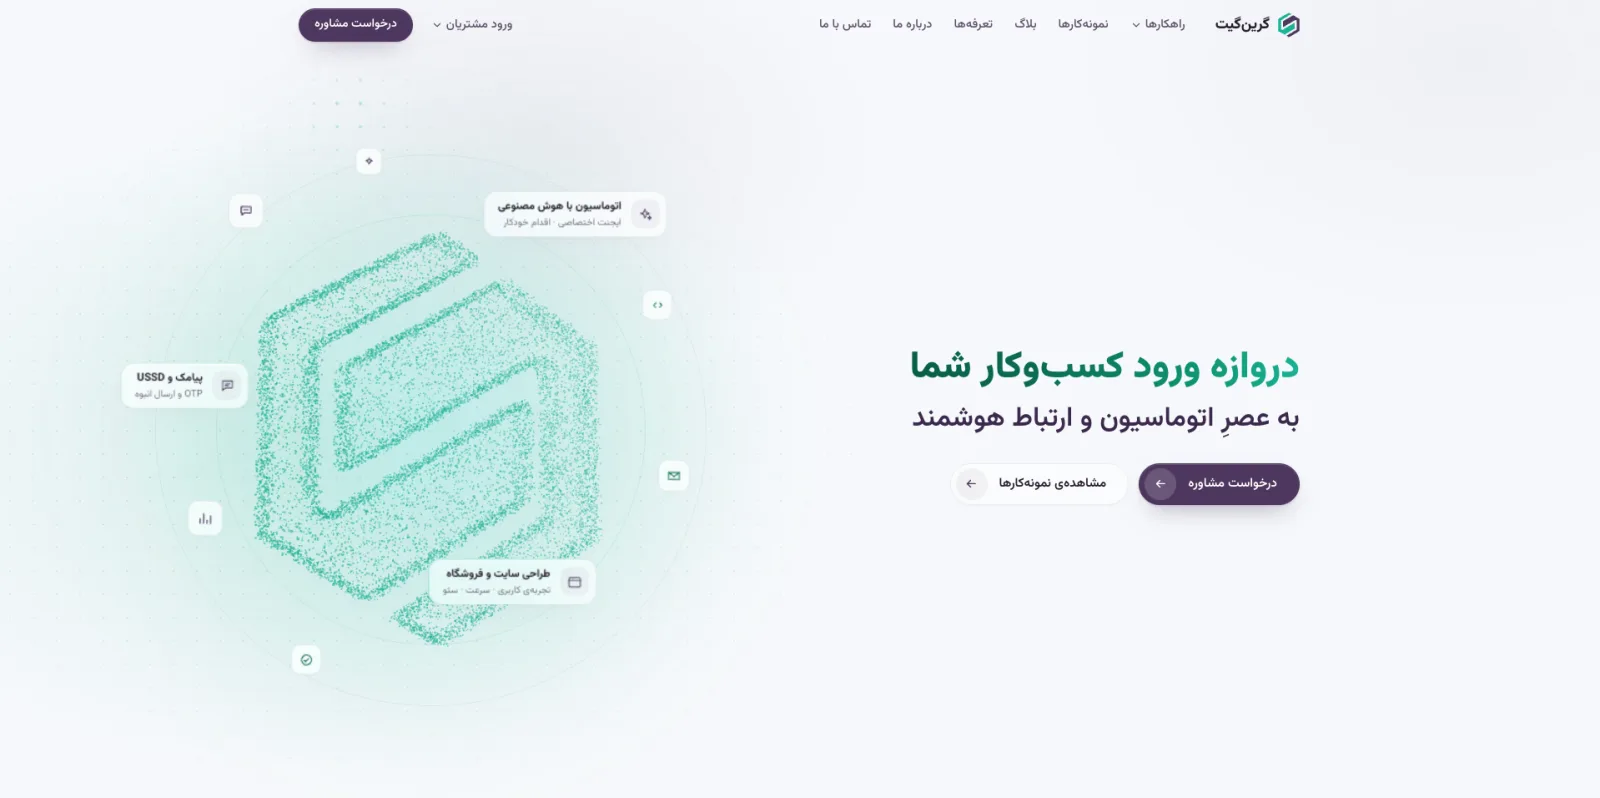 گرین‌گیت
راهکارها
نمونه‌کارها
بلاگ
تعرفه‌ها
درباره ما
تماس با ما
ورود مشتریان
درخواست مشاوره
دروازه ورود کسب‌وکار شما
به عصرِ اتوماسیون و ارتباط هوشمند
درخواست مشاوره
مشاهده‌ی نمونه‌کارها
اتوماسیون با هوش مصنوعی
ایجنت اختصاصی · اقدام خودکار
پیامک و USSD
OTP و ارسال انبوه
طراحی سایت و فروشگاه
تجربه‌ی کاربری · سرعت · سئو